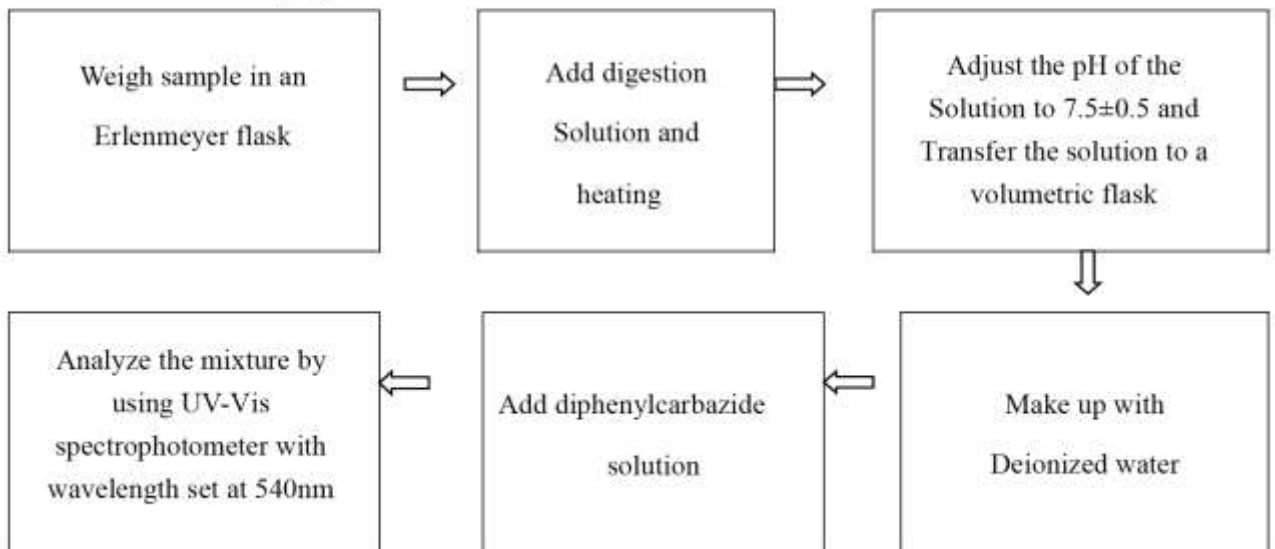 Weigh sample in an
Erlenmeyer flask
Add digestion
Solution and
heating
Adjust the pH of the
Solution to 7.5±0.5 and
Transfer the solution to a
volumetric flask
Make up with
Deionized water
Add diphenylcarbazide
solution
Analyze the mixture by
using UV-Vis
spectrophotometer with
wavelength set at 540nm